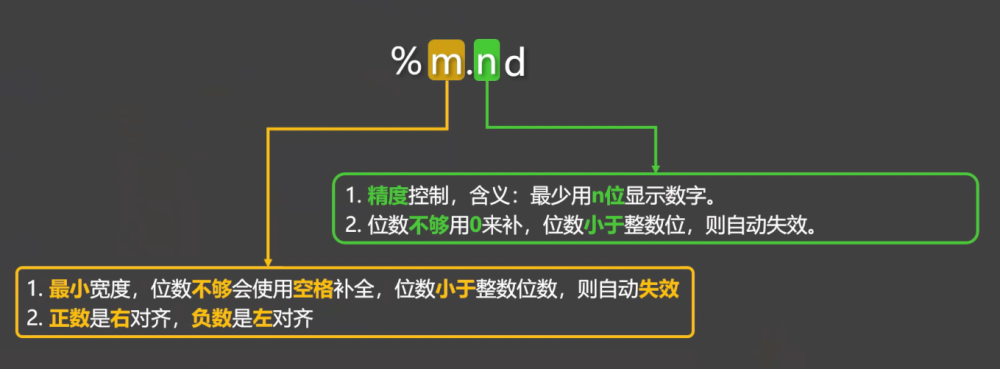 %m.nd
1. 精度控制，含义：最少用n位显示数字。
2. 位数不够用0来补，位数小于整数位，则自动失效。
1. 最小宽度，位数不够会使用空格补全，位数小于整数位数，则自动失效
2. 正数是右对齐，负数是左对齐